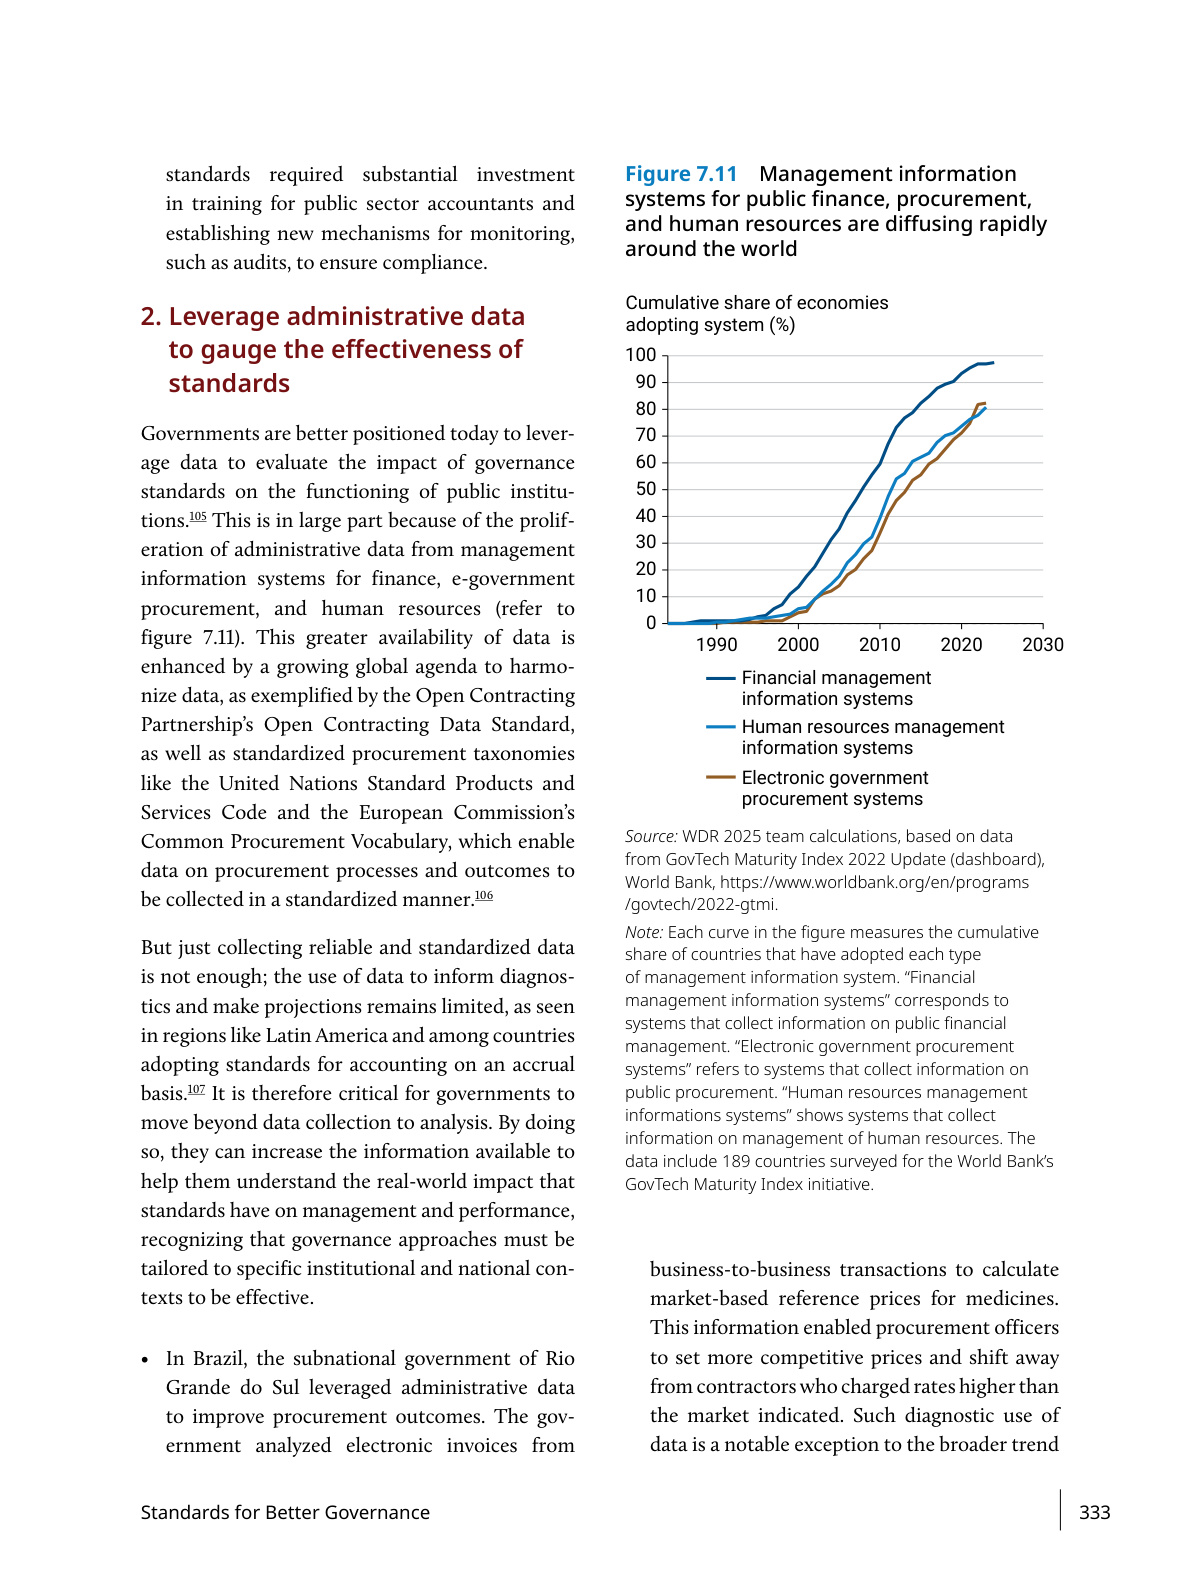 standards required substantial investment
in training for public sector accountants and
establishing new mechanisms for monitoring,
such as audits, to ensure compliance.
2. Leverage administrative data
to gauge the effectiveness of
standards
Governments are better positioned today to lever-
age data to evaluate the impact of governance
standards on the functioning of public institu-
tions.105 This is in large part because of the prolif-
eration of administrative data from management
information systems for finance, e-government
procurement, and human resources (refer to
figure 7.11). This greater availability of data is
enhanced by a growing global agenda to harmo-
nize data, as exemplified by the Open Contracting
Partnership’s Open Contracting Data Standard,
as well as standardized procurement taxonomies
like the United Nations Standard Products and
Services Code and the European Commission’s
Common Procurement Vocabulary, which enable
data on procurement processes and outcomes to
be collected in a standardized manner.106
But just collecting reliable and standardized data
is not enough; the use of data to inform diagnos-
tics and make projections remains limited, as seen
in regions like Latin America and among countries
adopting standards for accounting on an accrual
basis.107 It is therefore critical for governments to
move beyond data collection to analysis. By doing
so, they can increase the information available to
help them understand the real-world impact that
standards have on management and performance,
recognizing that governance approaches must be
tailored to specific institutional and national con-
texts to be effective.
• In Brazil, the subnational government of Rio
Grande do Sul leveraged administrative data
to improve procurement outcomes. The gov-
ernment analyzed electronic invoices from
Figure 7.11 Management information
systems for public finance, procurement,
and human resources are diffusing rapidly
around the world
Cumulative share of economies
adopting system (%)
100
90
80
70
60
50
40
30
20
10
0
1990 2000 2010 2020 2030
Financial management
information systems
Human resources management
information systems
Electronic government
procurement systems
Source: WDR 2025 team calculations, based on data
from GovTech Maturity Index 2022 Update (dashboard),
World Bank, https://www.worldbank.org/en/programs
/govtech/2022-gtmi.
Note: Each curve in the figure measures the cumulative
share of countries that have adopted each type
of management information system. “Financial
management information systems” corresponds to
systems that collect information on public financial
management. “Electronic government procurement
systems” refers to systems that collect information on
public procurement. “Human resources management
informations systems” shows systems that collect
information on management of human resources. The
data include 189 countries surveyed for the World Bank’s
GovTech Maturity Index initiative.
business-to-business transactions to calculate
market-based reference prices for medicines.
This information enabled procurement officers
to set more competitive prices and shift away
from contractors who charged rates higher than
the market indicated. Such diagnostic use of
data is a notable exception to the broader trend
Standards for Better Governance
333